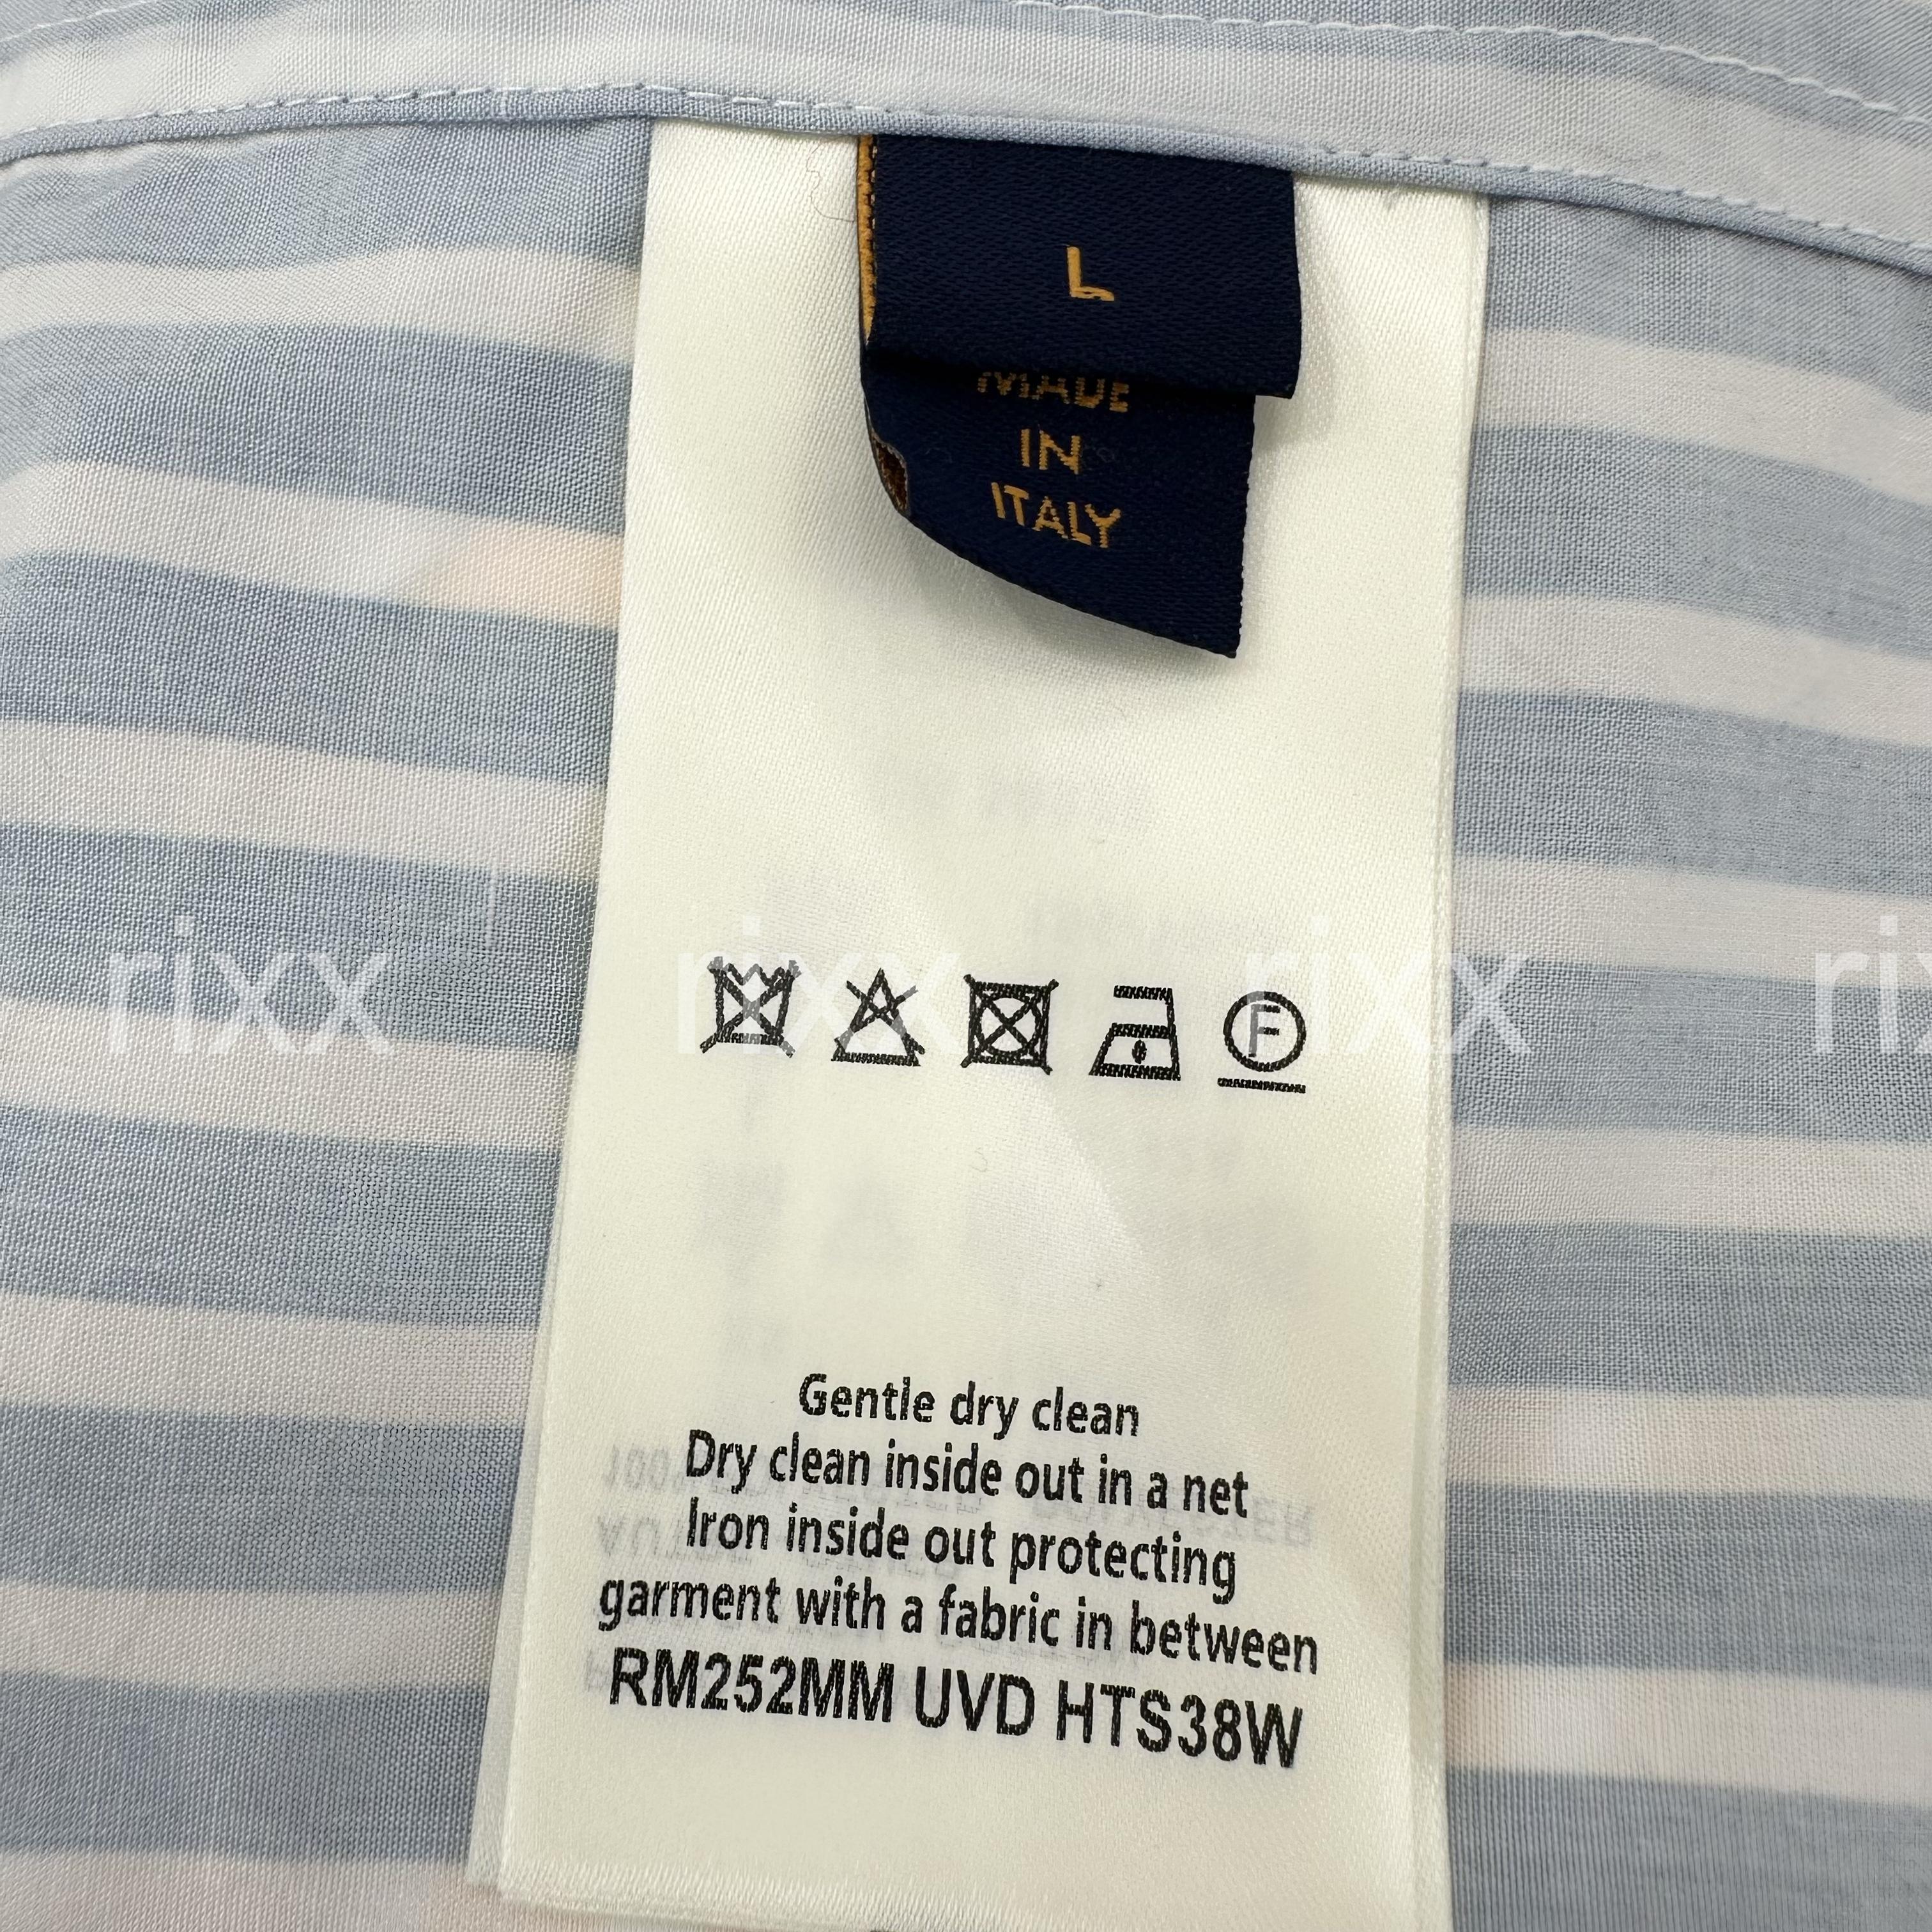 L
MADE
IN
ITALY
rixx rixx rixx rix
F
Gentle dry clean
Dry clean inside out in a net
Iron inside out protecting
garment with a fabric in between
RM252MM UVD HTS38W